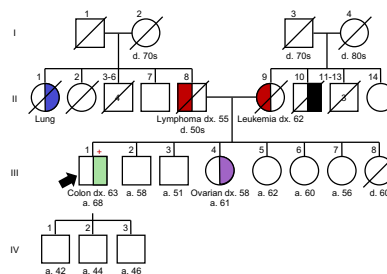 I
1
2
3
4
d. 70s
d. 70s
d. 80s
II
1
2
3-6
7
8
9
10
11-13
14
4
3
Lung
Lymphoma dx. 55
Leukemia dx. 62
d. 50s
III
1
+
2
3
4
5
6
7
8
Colon dx. 63
a. 58
a. 51
Ovarian dx. 58
a. 62
a. 60
a. 56
d. 60
a. 68
a. 61
IV
1
2
3
a. 42
a. 44
a. 46